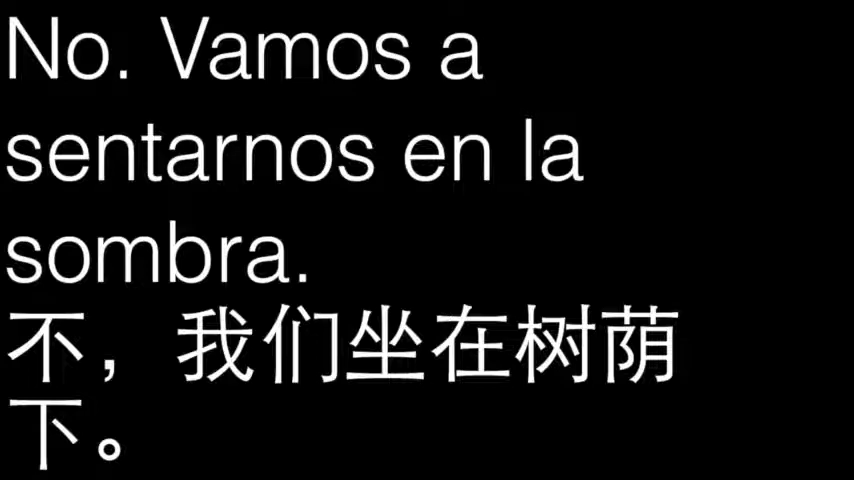 No. Vamos a
sentarnos en la
sombra.
不，我们坐在树荫
下。